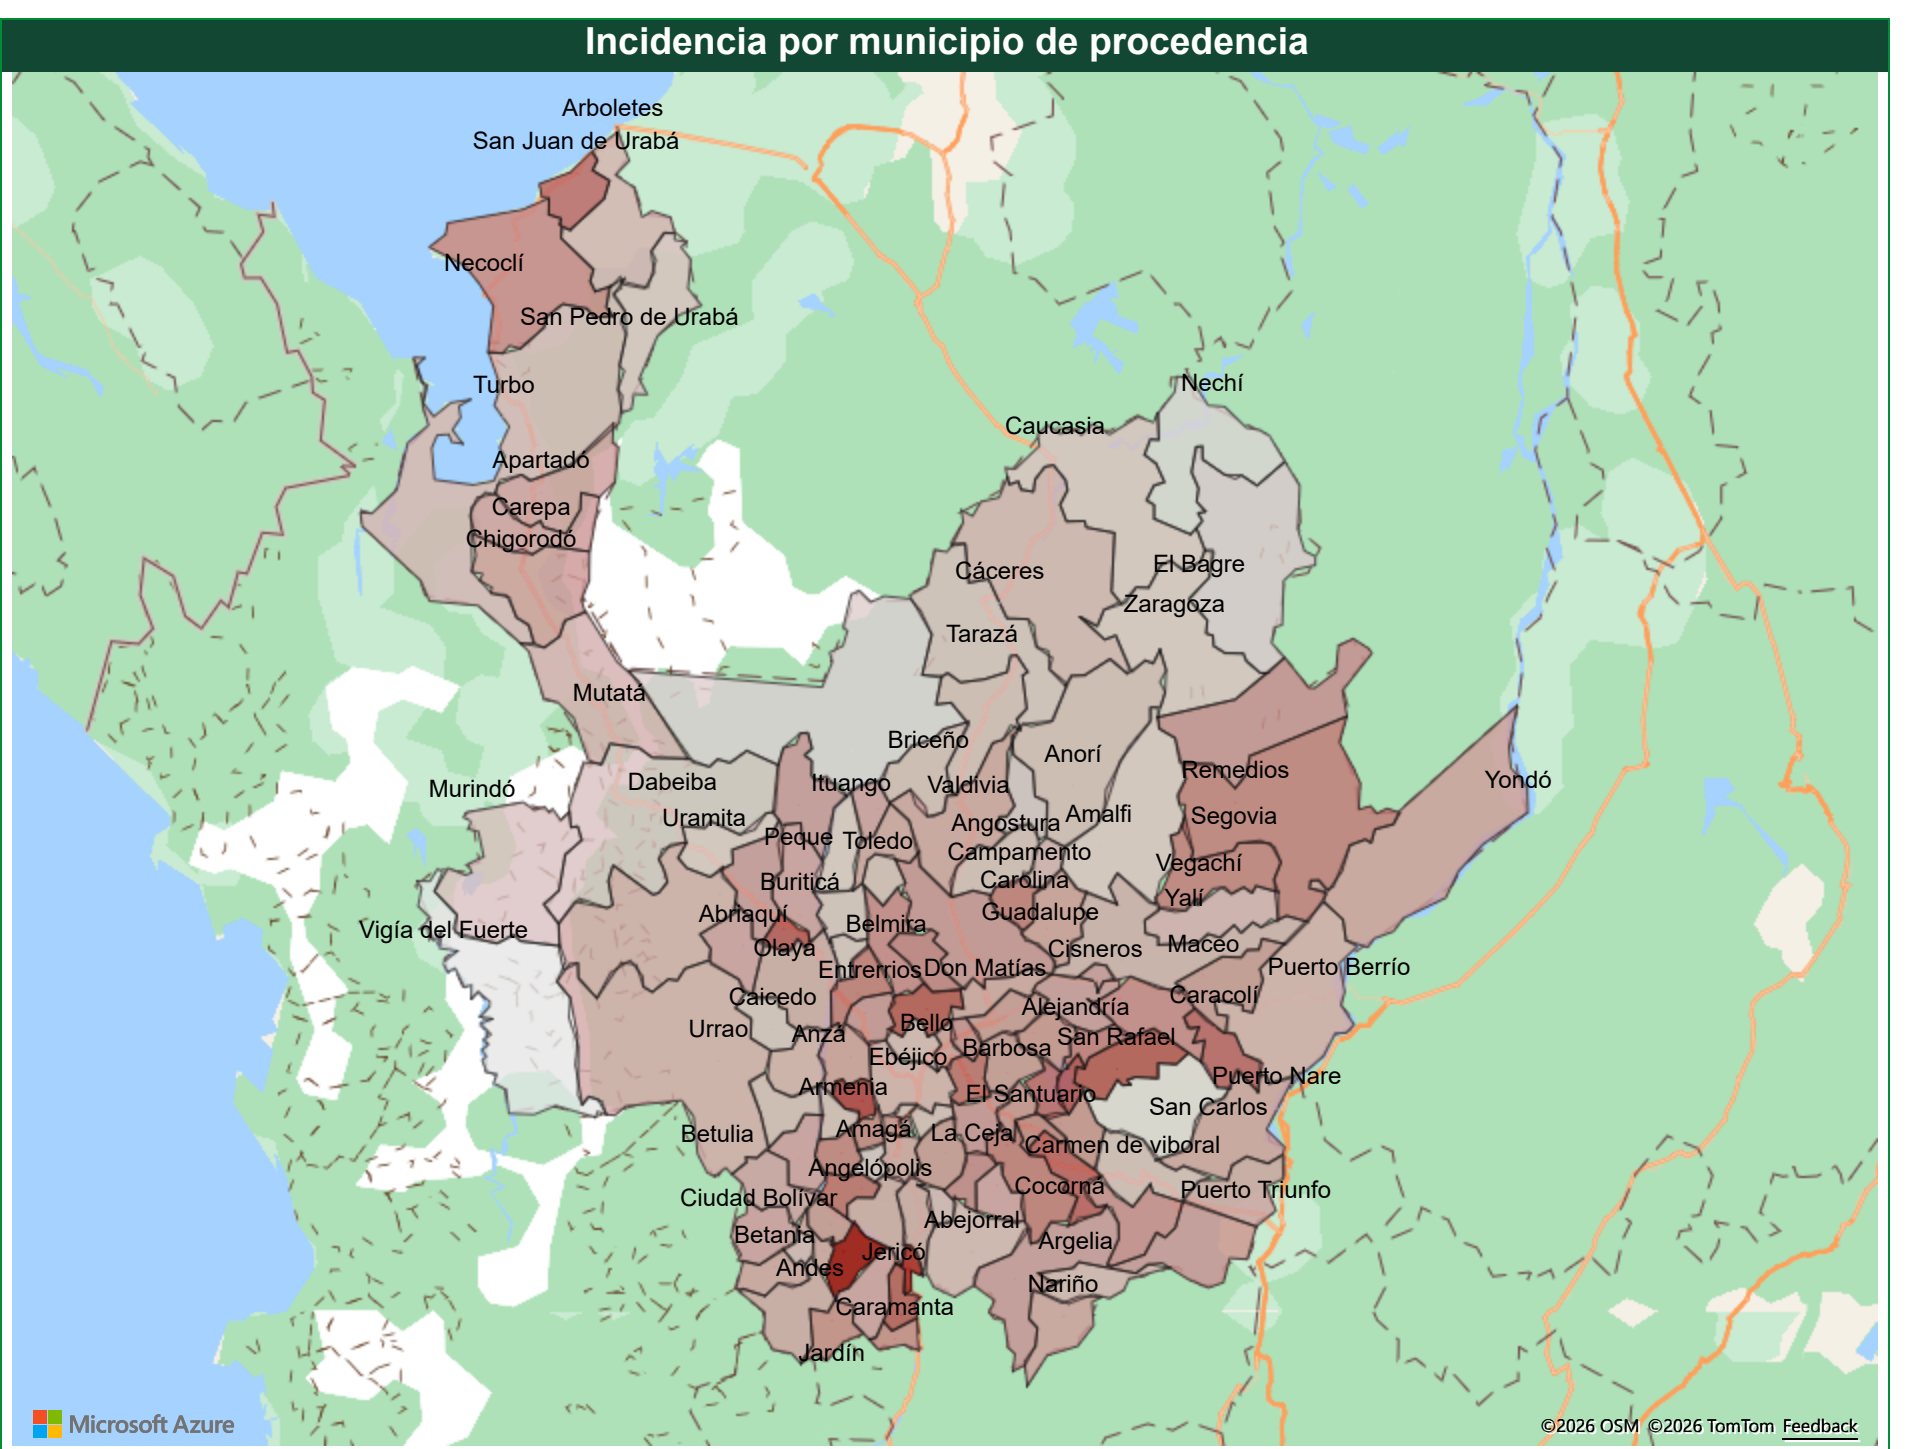 Incidencia por municipio de procedencia
Arboletes
San Juan de Urabá
Necoclí
San Pedro de Urabá
Turbo
Nechí
Caucasia
Apartadó
Carepa
Chigorodó
Cáceres
El Bagre
Zaragoza
Tarazá
Mutatá
Briceño
Anorí
Remedios
Yondó
Murindó
Dabeiba
Ituango
Valdivia
Uramita
Angostura
Amalfi
Segovia
Peque
Toledo
Campamento
Vegachí
Buriticá
Carolina
Yalí
Abriaquí
Belmira
Guadalupe
Vigía del Fuerte
Olaya
Cisneros
Maceo
Entrerrios
Don Matías
Puerto Berrío
Caicedo
Alejandría
Caracolí
Urrao
Anzá
Bello
Ebéjico
Barbosa
San Rafael
Armenia
El Santuario
Puerto Nare
San Carlos
Betulia
Amagá
La Ceja
Carmen de viboral
Angelópolis
Ciudad Bolívar
Cocorná
Puerto Triunfo
Betania
Abejorral
Argelia
Jericó
Andes
Nariño
Caramanta
Jardín
Microsoft Azure
©2026 OSM ©2026 TomTom Feedback